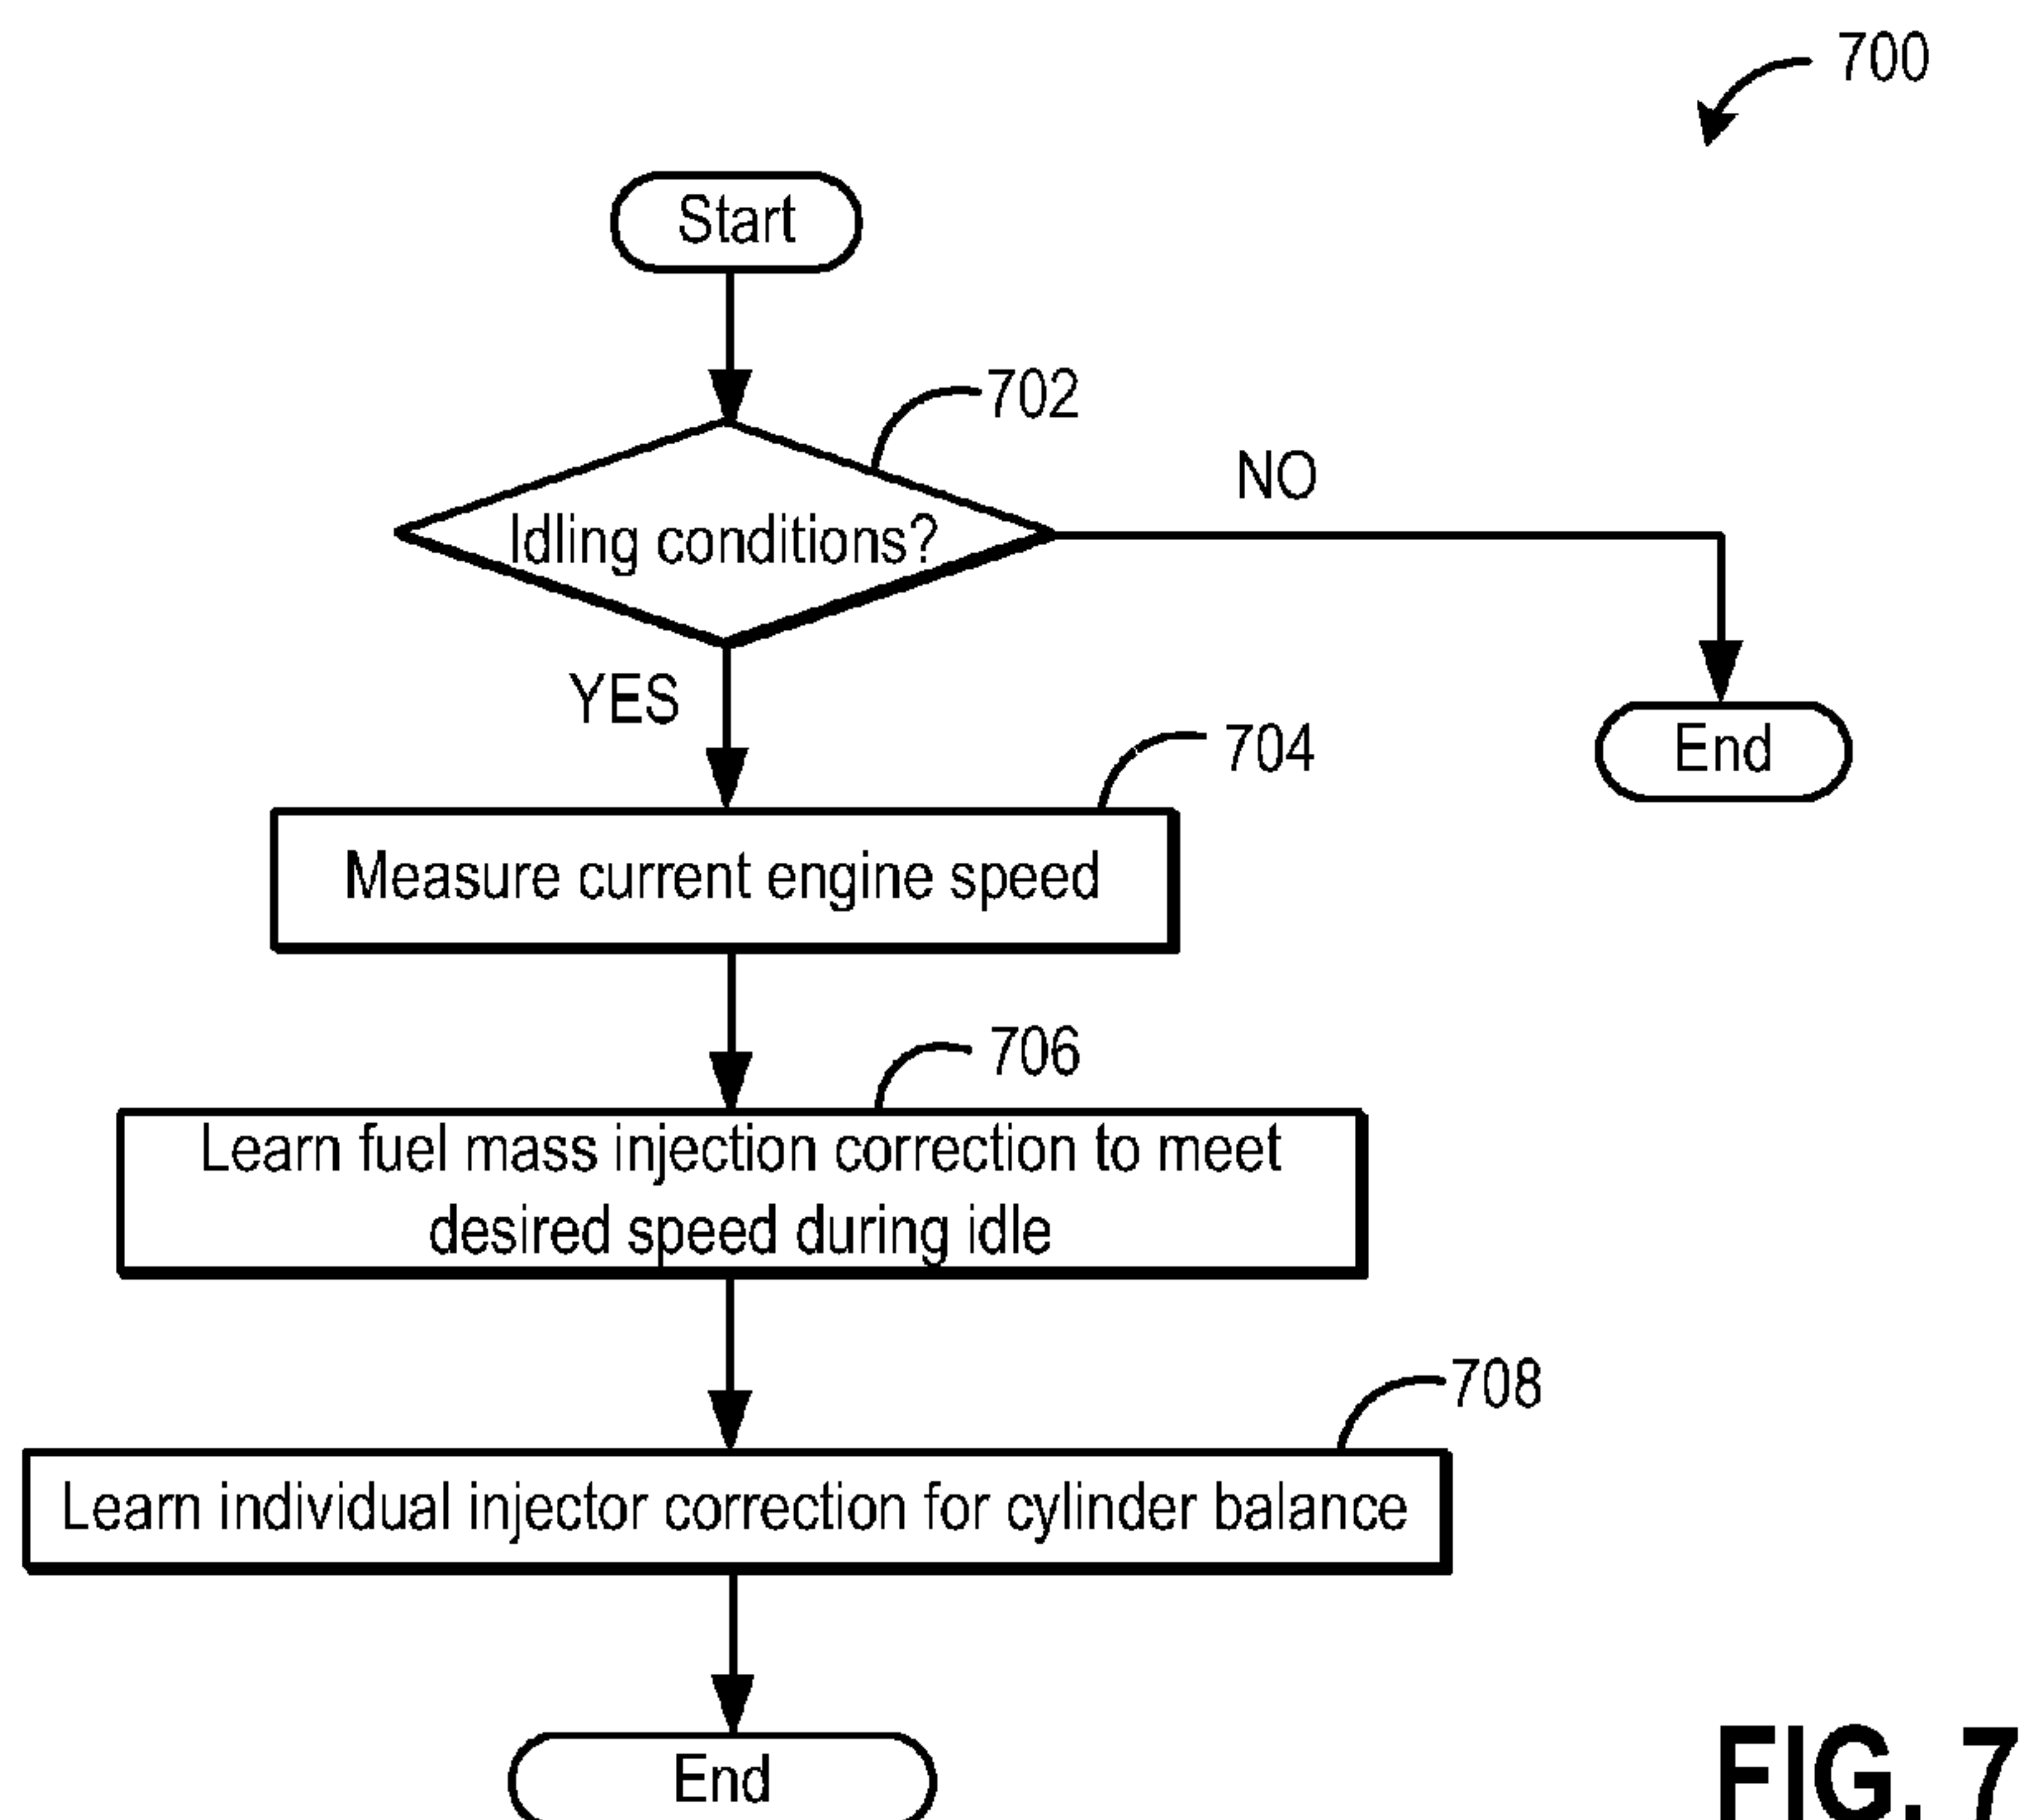 700
Start
702
Idling conditions?
NO
YES
End
704
Measure current engine speed
706
Learn fuel mass injection correction to meet
desired speed during idle
708
Learn individual injector correction for cylinder balance
End
FIG. 7